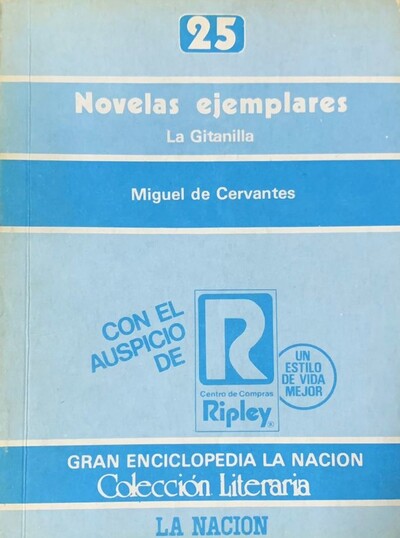 25
Novelas ejemplares
La Gitanilla
Miguel de Cervantes
CON EL
AUSPICIO
DE
R
Centro de Compras
Ripley®
UN
ESTILO
DE VIDA
MEJOR
GRAN ENCICLOPEDIA LA NACION
Colección Literaria
LA NACION